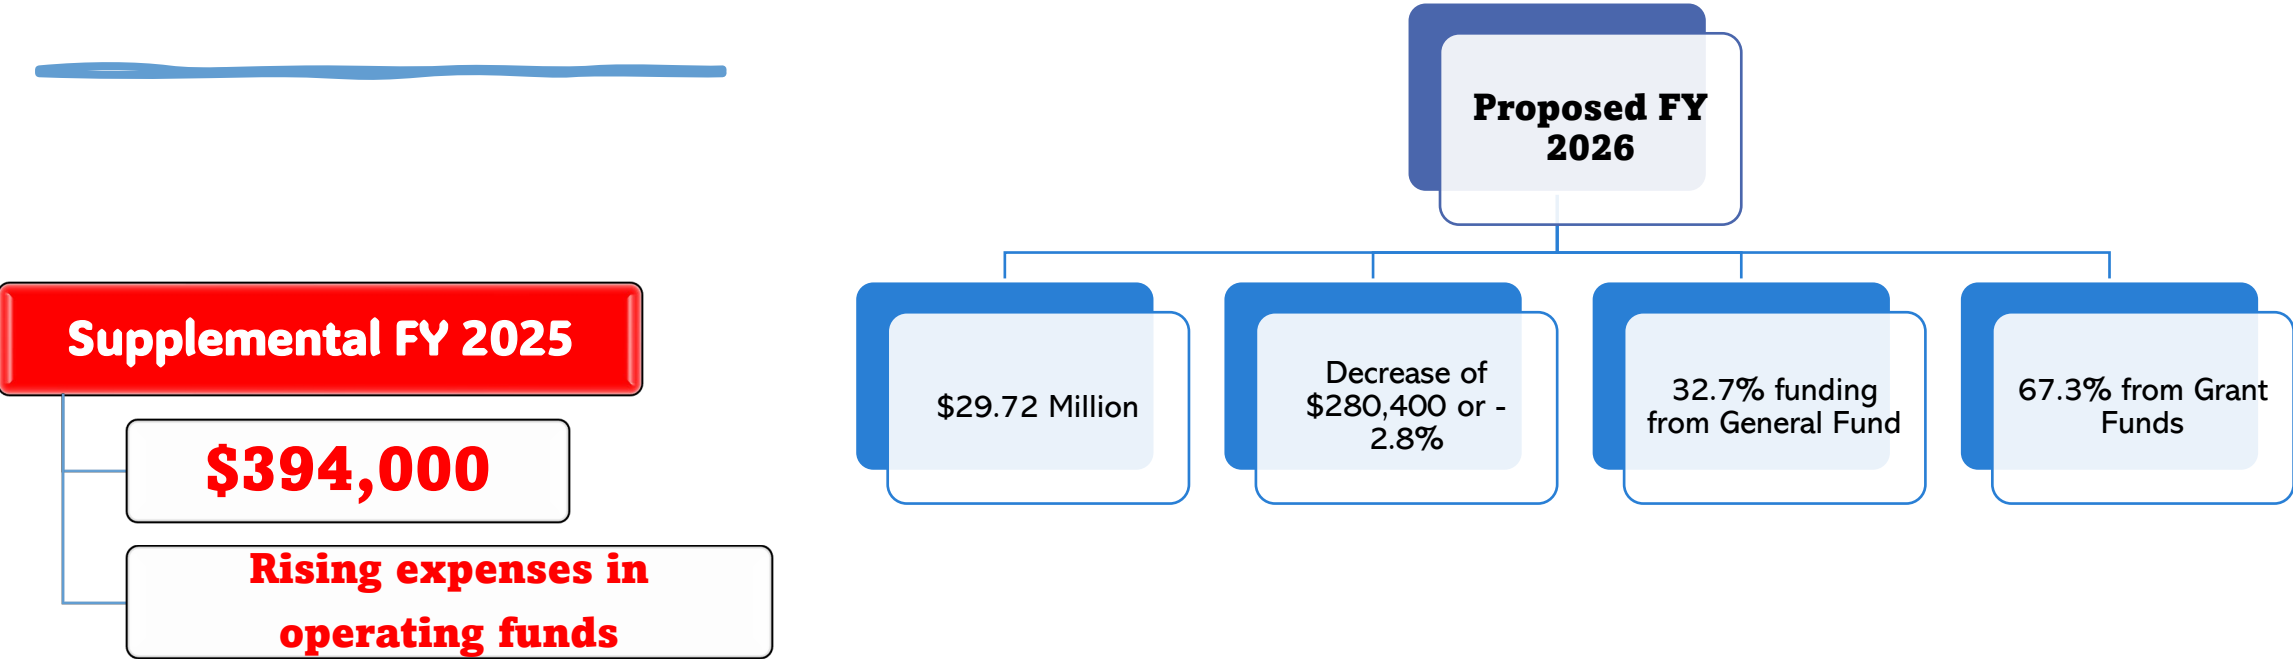 Supplemental FY 2025
$394,000
Rising expenses in
operating funds
Proposed FY
2026
$29.72 Million
Decrease of
$280,400 or -
2.8%
32.7% funding
from General Fund
67.3% from Grant
Funds